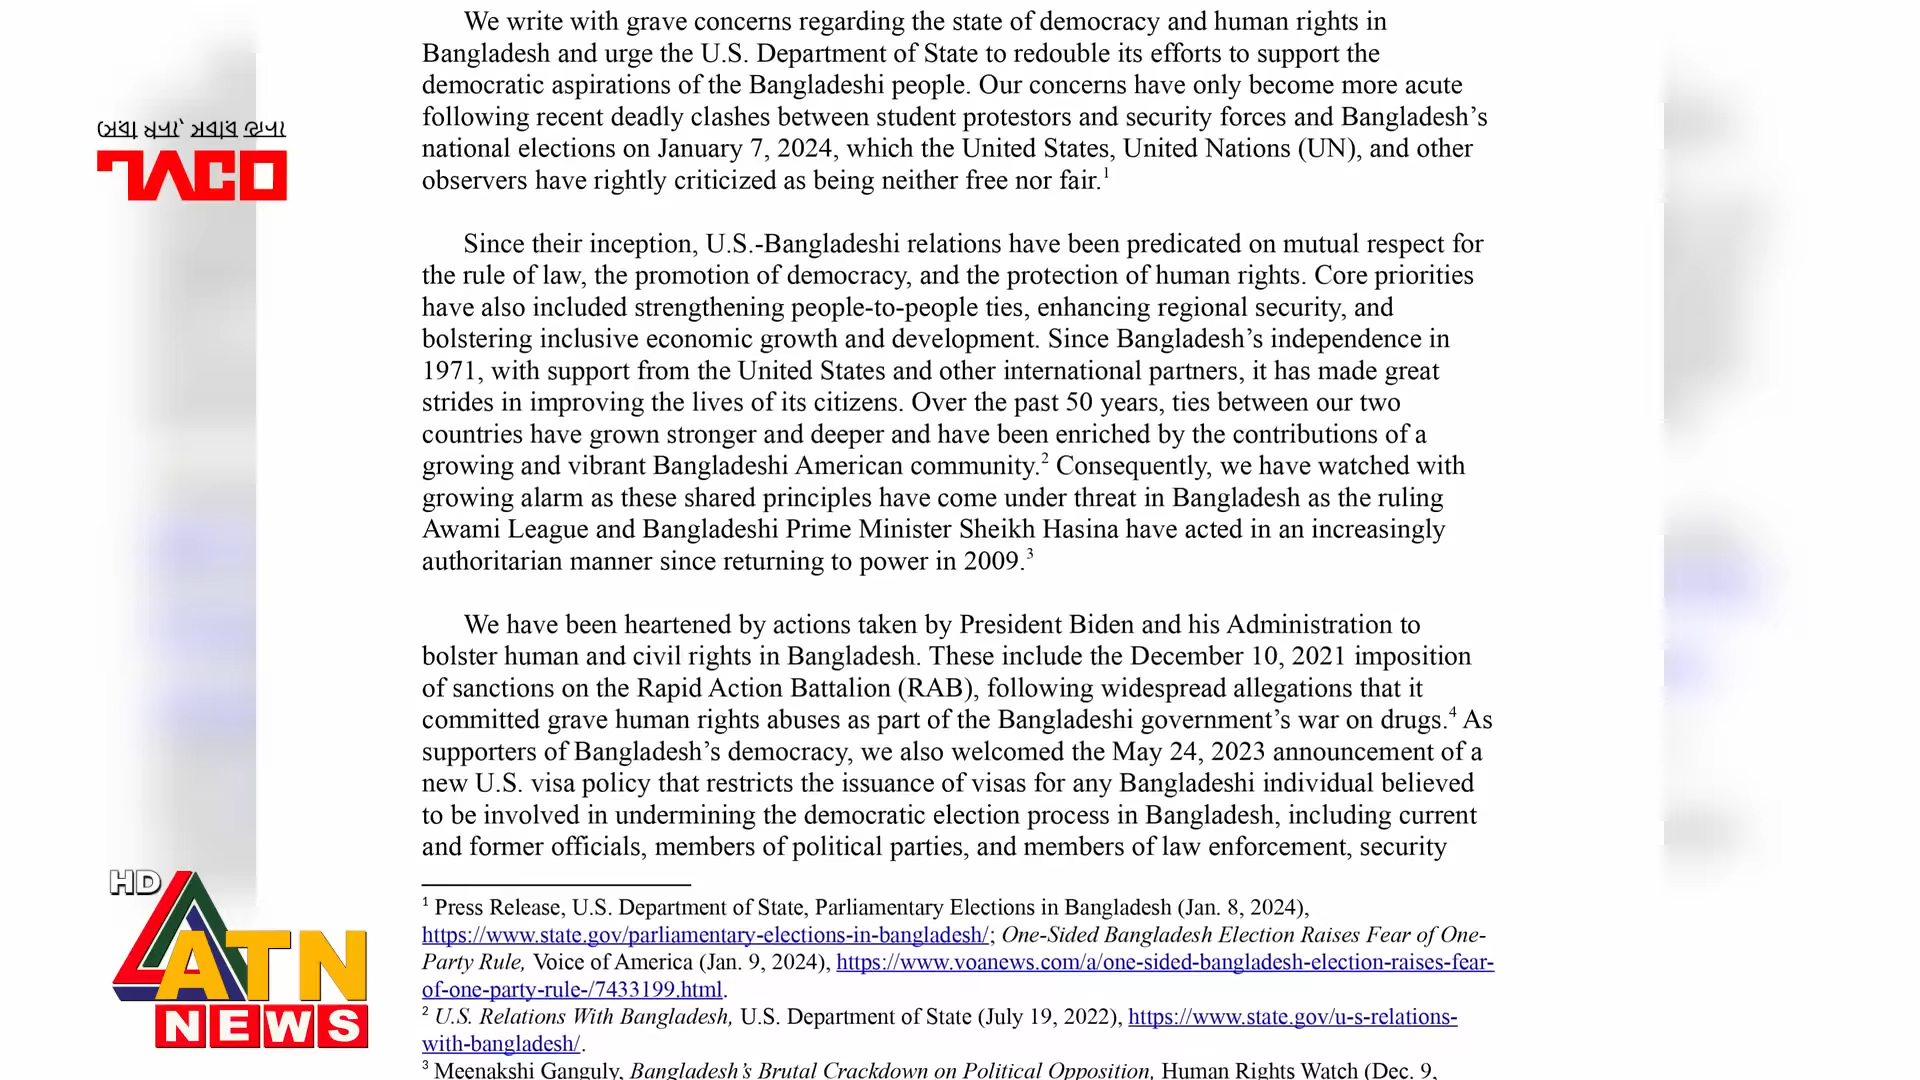 We write with grave concerns regarding the state of democracy and human rights in
Bangladesh and urge the U.S. Department of State to redouble its efforts to support the
democratic aspirations of the Bangladeshi people. Our concerns have only become more acute
following recent deadly clashes between student protestors and security forces and Bangladesh’s
national elections on January 7, 2024, which the United States, United Nations (UN), and other
observers have rightly criticized as being neither free nor fair.¹
Since their inception, U.S.-Bangladeshi relations have been predicated on mutual respect for
the rule of law, the promotion of democracy, and the protection of human rights. Core priorities
have also included strengthening people-to-people ties, enhancing regional security, and
bolstering inclusive economic growth and development. Since Bangladesh’s independence in
1971, with support from the United States and other international partners, it has made great
strides in improving the lives of its citizens. Over the past 50 years, ties between our two
countries have grown stronger and deeper and have been enriched by the contributions of a
growing and vibrant Bangladeshi American community.² Consequently, we have watched with
growing alarm as these shared principles have come under threat in Bangladesh as the ruling
Awami League and Bangladeshi Prime Minister Sheikh Hasina have acted in an increasingly
authoritarian manner since returning to power in 2009.³
We have been heartened by actions taken by President Biden and his Administration to
bolster human and civil rights in Bangladesh. These include the December 10, 2021 imposition
of sanctions on the Rapid Action Battalion (RAB), following widespread allegations that it
committed grave human rights abuses as part of the Bangladeshi government’s war on drugs.⁴ As
supporters of Bangladesh’s democracy, we also welcomed the May 24, 2023 announcement of a
new U.S. visa policy that restricts the issuance of visas for any Bangladeshi individual believed
to be involved in undermining the democratic election process in Bangladesh, including current
and former officials, members of political parties, and members of law enforcement, security
¹ Press Release, U.S. Department of State, Parliamentary Elections in Bangladesh (Jan. 8, 2024),
https://www.state.gov/parliamentary-elections-in-bangladesh/; One-Sided Bangladesh Election Raises Fear of One-
Party Rule, Voice of America (Jan. 9, 2024), https://www.voanews.com/a/one-sided-bangladesh-election-raises-fear-
of-one-party-rule-/7433199.html.
² U.S. Relations With Bangladesh, U.S. Department of State (July 19, 2022), https://www.state.gov/u-s-relations-
with-bangladesh/.
³ Meenakshi Ganguly, Bangladesh’s Brutal Crackdown on Political Opposition, Human Rights Watch (Dec. 9,
HD
ATN
NEWS